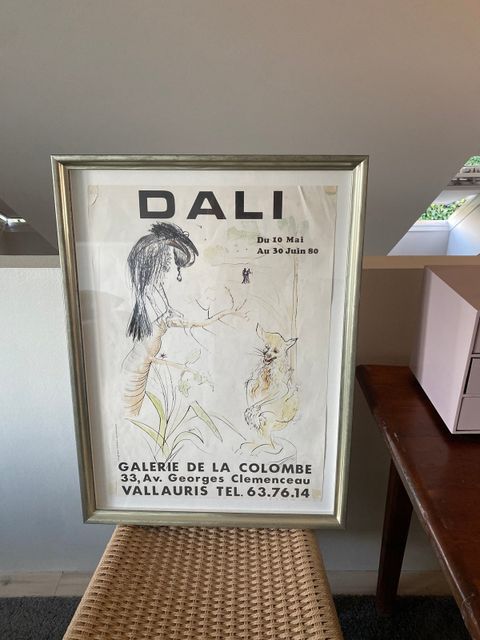 DALI
Du 10 Mai
Au 30 Juin 80
GALERIE DE LA COLOMBE
33, Av. Georges Clemenceau
VALLAURIS TEL. 63.76.14